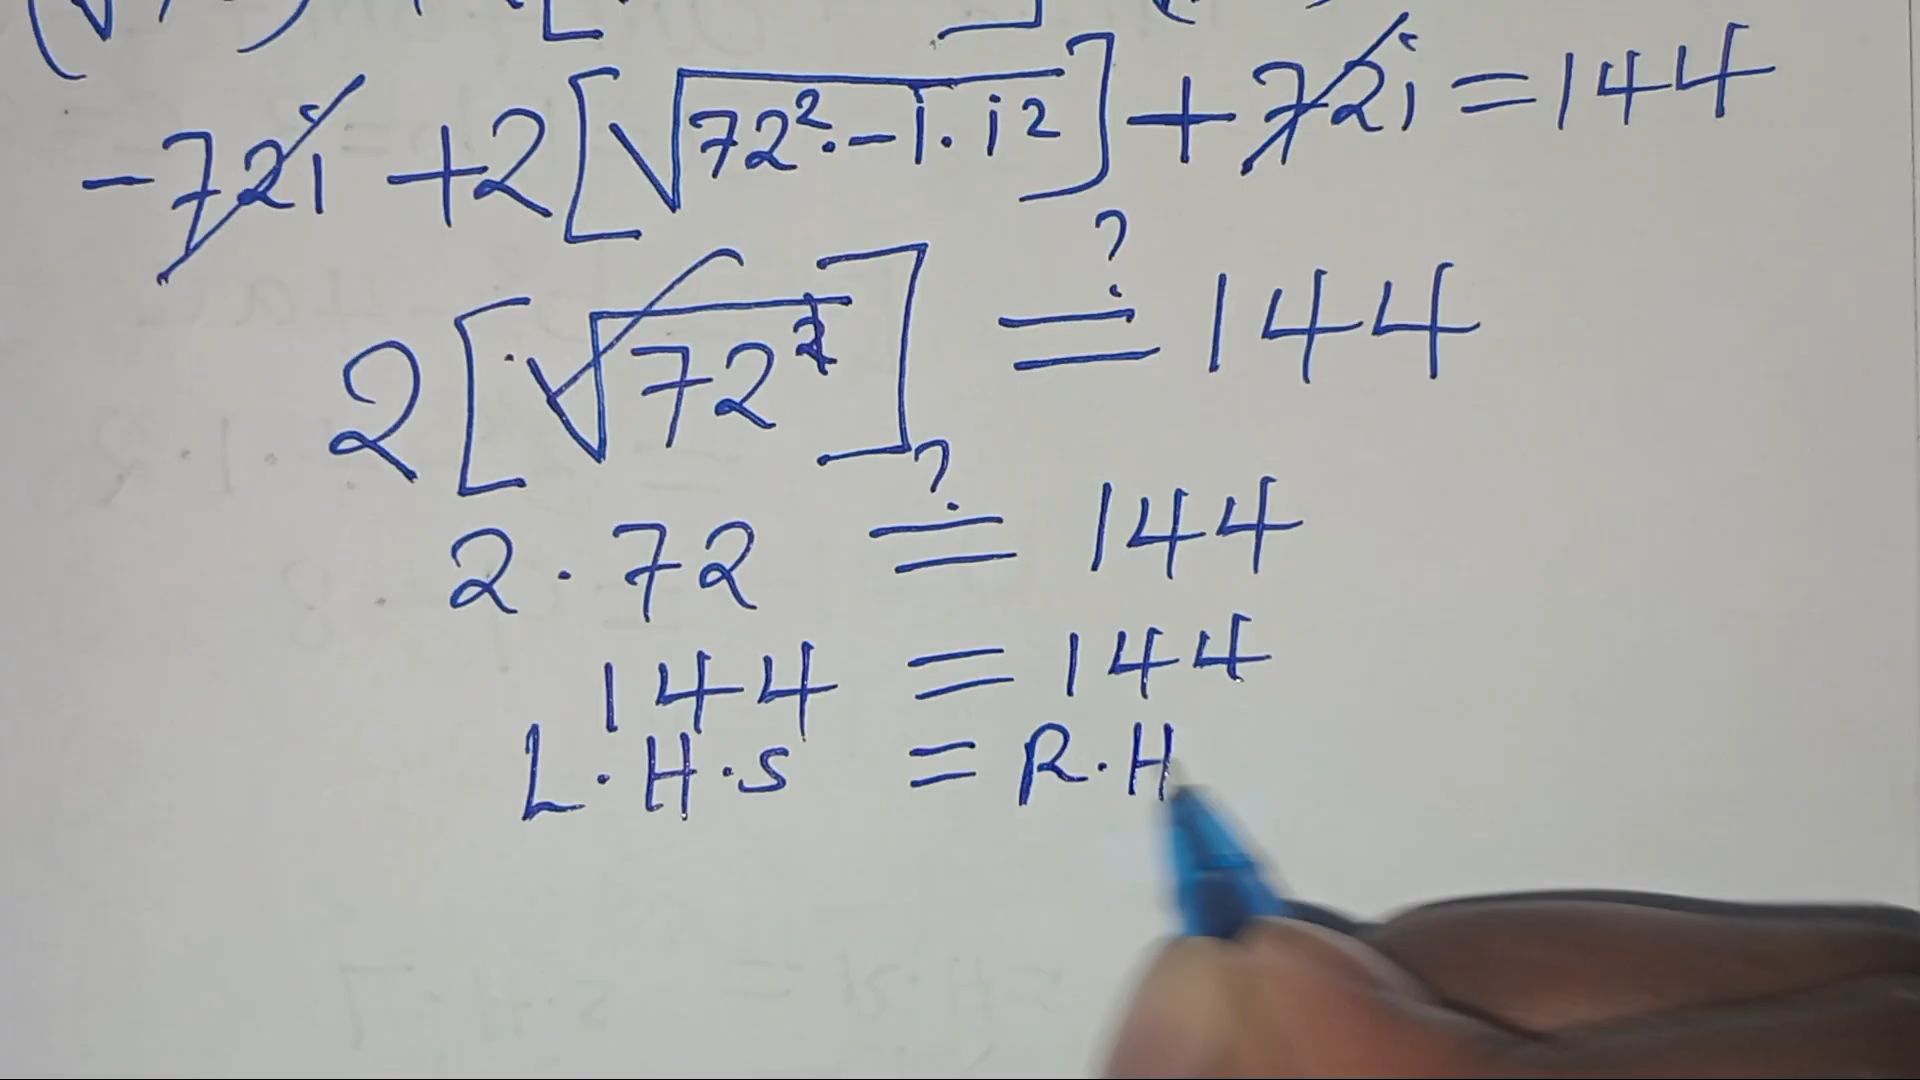 -72i +2[√72²·-1·i²] + 72i = 144
2[√72²] ≟ 144
2·72 ≟ 144
144 = 144
L.H.S = R.H